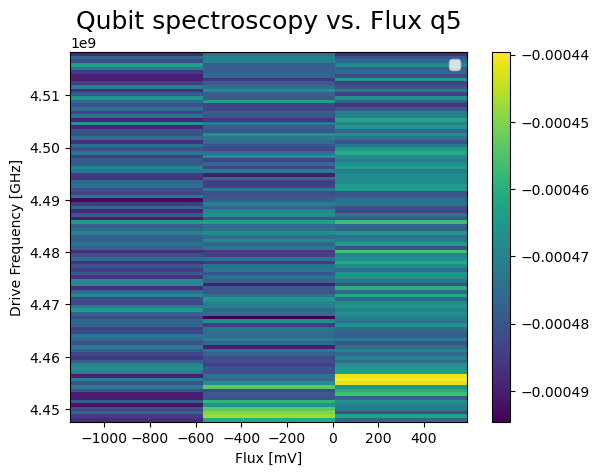 Qubit spectroscopy vs. Flux q5
1e9
4.51
4.50
4.49
4.48
4.47
4.46
4.45
Drive Frequency [GHz]
−1000 −800 −600 −400 −200 0 200 400
Flux [mV]
−0.00044
−0.00045
−0.00046
−0.00047
−0.00048
−0.00049